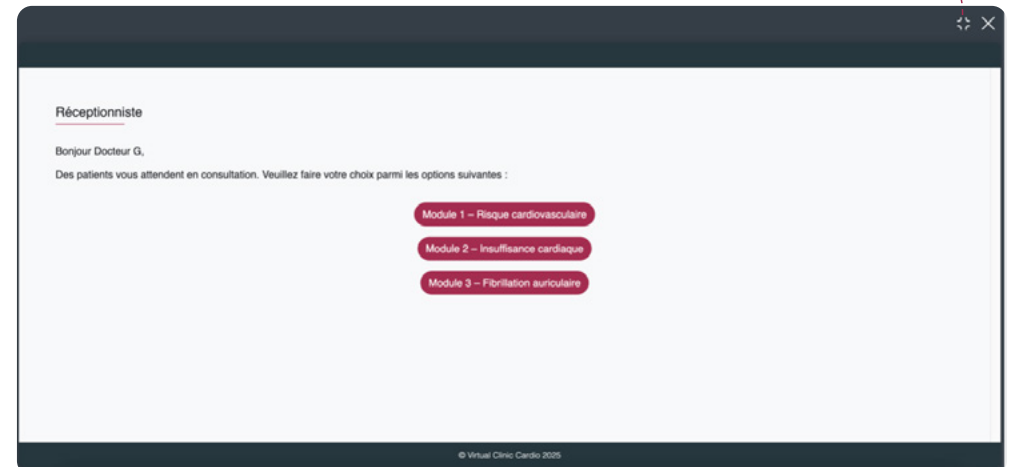 Réceptionniste
Bonjour Docteur G,
Des patients vous attendent en consultation. Veuillez faire votre choix parmi les options suivantes :
Module 1 – Risque cardiovasculaire
Module 2 – Insuffisance cardiaque
Module 3 – Fibrillation auriculaire
© Virtual Clinic Cardio 2025